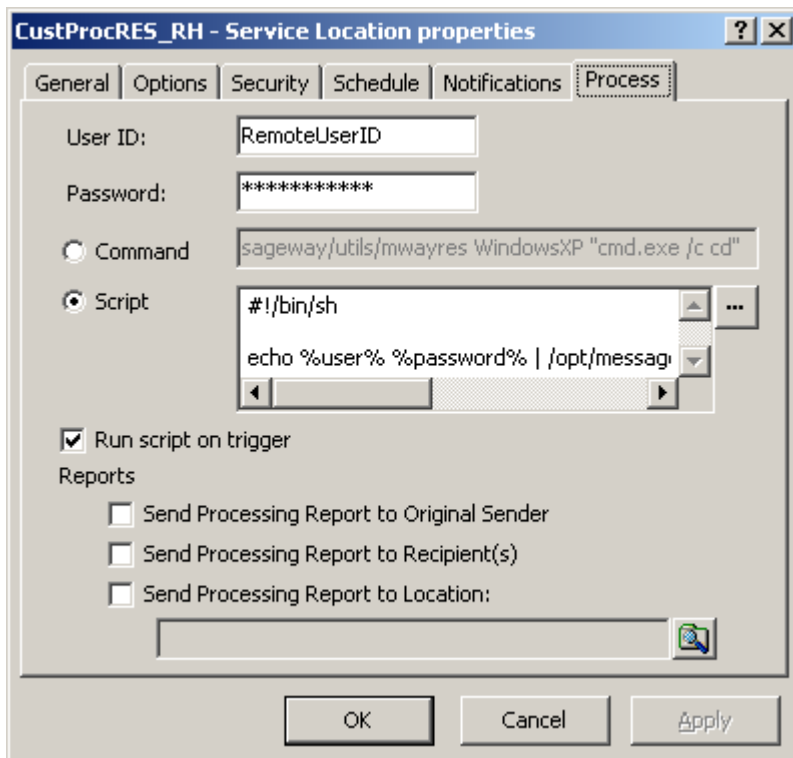 CustProcRES_RH - Service Location properties
General Options Security Schedule Notifications Process
User ID: RemoteUserID
Password: ***********
Command sageway/utils/mwayres WindowsXP "cmd.exe /c cd"
Script #!/bin/sh
...
echo %user% %password% | /opt/messag
Run script on trigger
Reports
Send Processing Report to Original Sender
Send Processing Report to Recipient(s)
Send Processing Report to Location:
OK Cancel Apply